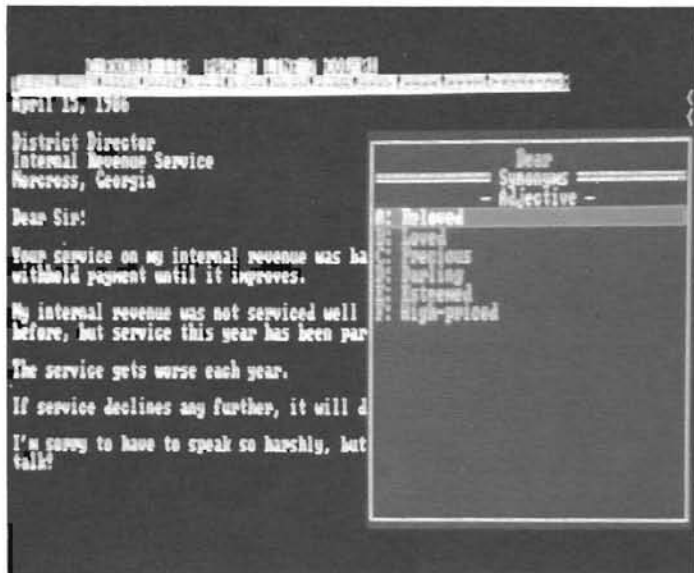 April 15, 1986
District Director
Internal Revenue Service
Norcross, Georgia
Dear Sir:
Your service on my internal revenue was ba
withhold payment until it improves.
My internal revenue was not serviced well
before, but service this year has been par
The service gets worse each year.
If service declines any further, it will d
I'm sorry to have to speak so harshly, but
talk!
Dear
Synonyms
- Adjective -
A: Beloved
Loved
Precious
Darling
Esteemed
High-priced